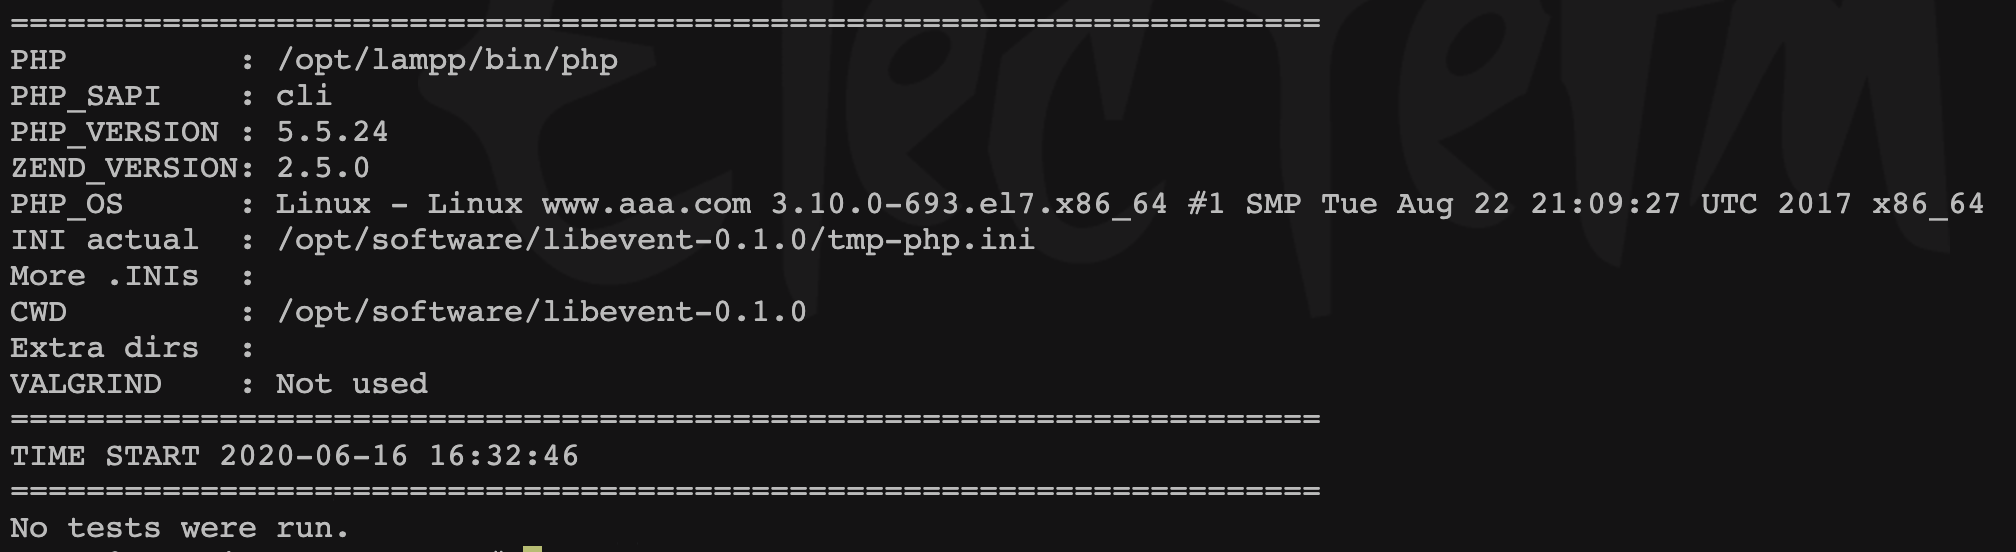 =====================================================================
PHP         : /opt/lampp/bin/php
PHP_SAPI    : cli
PHP_VERSION : 5.5.24
ZEND_VERSION: 2.5.0
PHP_OS      : Linux - Linux www.aaa.com 3.10.0-693.el7.x86_64 #1 SMP Tue Aug 22 21:09:27 UTC 2017 x86_64
INI actual  : /opt/software/libevent-0.1.0/tmp-php.ini
More .INIs  :
CWD         : /opt/software/libevent-0.1.0
Extra dirs  :
VALGRIND    : Not used
=====================================================================
TIME START 2020-06-16 16:32:46
=====================================================================
No tests were run.